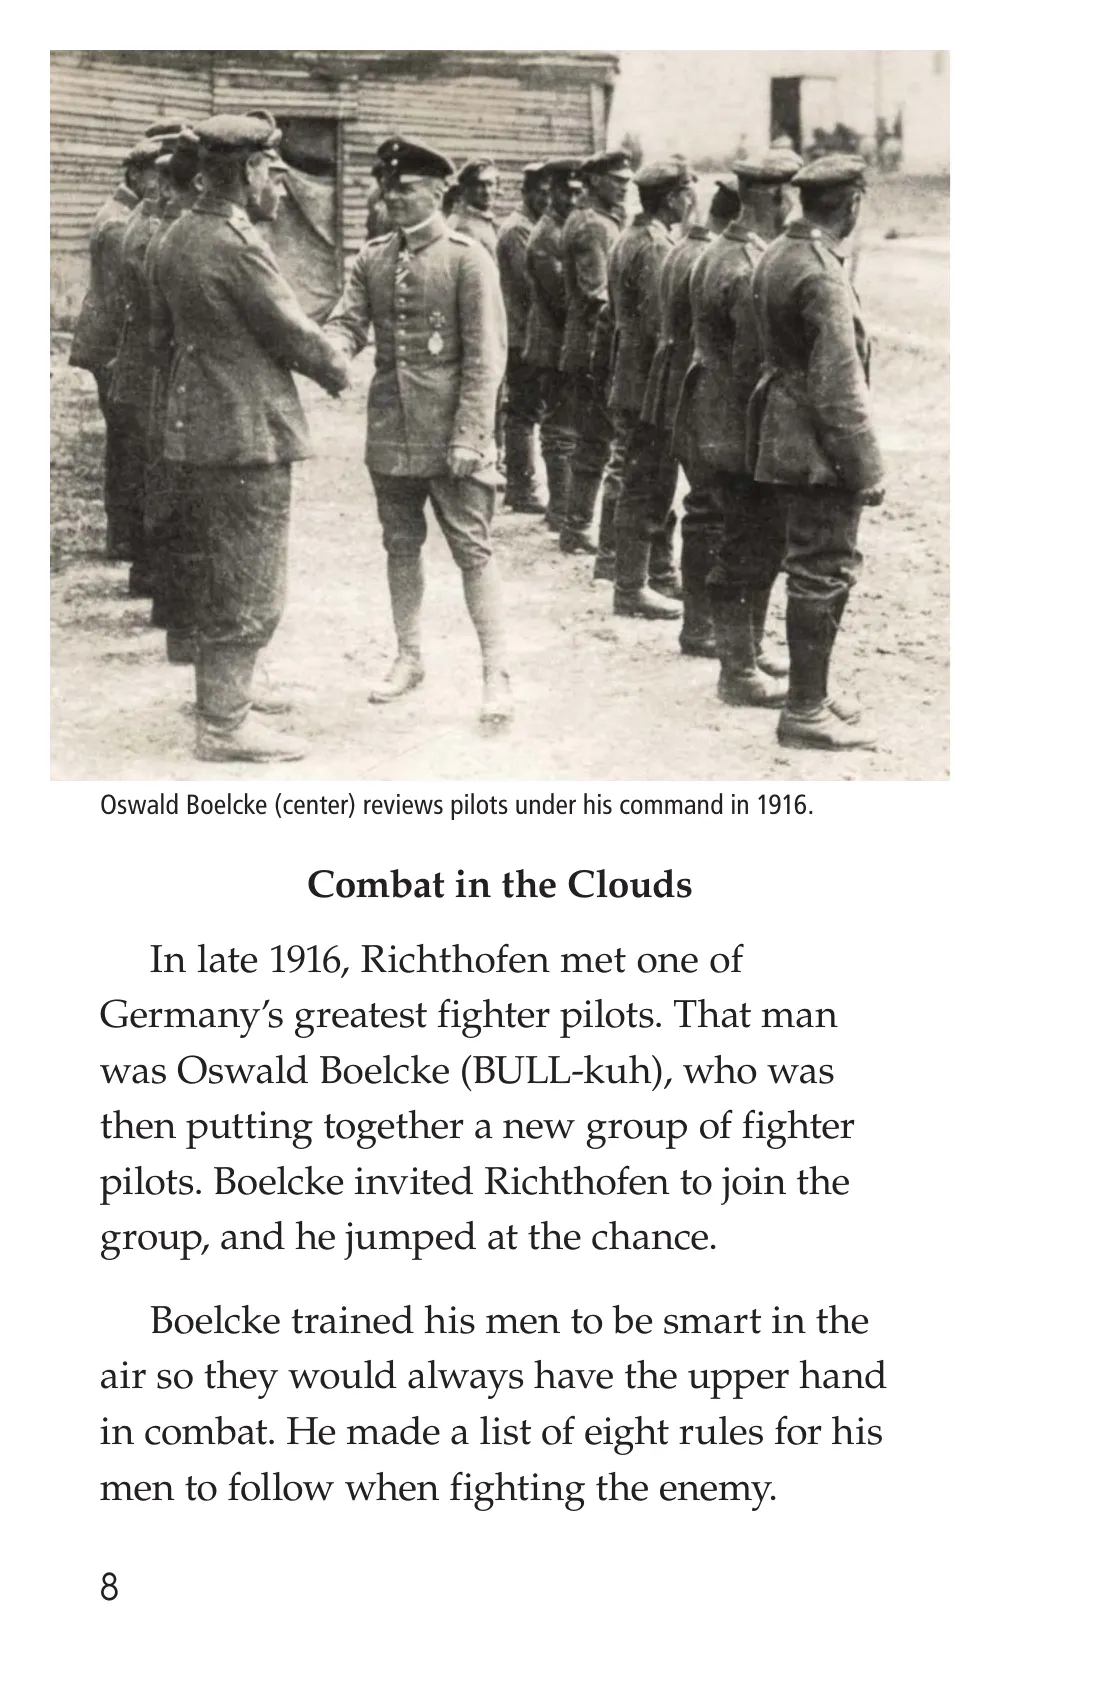 Oswald Boelcke (center) reviews pilots under his command in 1916.
Combat in the Clouds
In late 1916, Richthofen met one of
Germany’s greatest fighter pilots. That man
was Oswald Boelcke (BULL-kuh), who was
then putting together a new group of fighter
pilots. Boelcke invited Richthofen to join the
group, and he jumped at the chance.
Boelcke trained his men to be smart in the
air so they would always have the upper hand
in combat. He made a list of eight rules for his
men to follow when fighting the enemy.
8